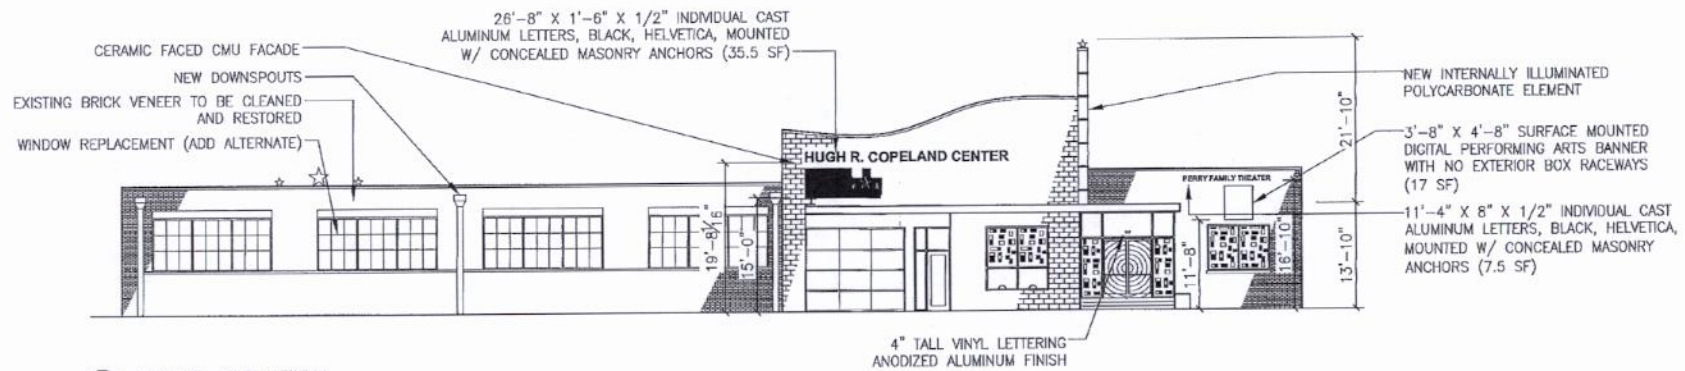 26'-8" X 1'-6" X 1/2" INDIVIDUAL CAST
ALUMINUM LETTERS, BLACK, HELVETICA, MOUNTED
W/ CONCEALED MASONRY ANCHORS (35.5 SF)
CERAMIC FACED CMU FACADE
NEW DOWNSPOUTS
EXISTING BRICK VENEER TO BE CLEANED
AND RESTORED
WINDOW REPLACEMENT (ADD ALTERNATE)
HUGH R. COPELAND CENTER
PERRY FAMILY THEATER
NEW INTERNALLY ILLUMINATED
POLYCARBONATE ELEMENT
3'-8" X 4'-8" SURFACE MOUNTED
DIGITAL PERFORMING ARTS BANNER
WITH NO EXTERIOR BOX RACEWAYS
(17 SF)
11'-4" X 8" X 1/2" INDIVIDUAL CAST
ALUMINUM LETTERS, BLACK, HELVETICA,
MOUNTED W/ CONCEALED MASONRY
ANCHORS (7.5 SF)
19'-8 1/16"
15'-0"
11'-8"
16'-10"
21'-10"
13'-10"
4" TALL VINYL LETTERING
ANODIZED ALUMINUM FINISH